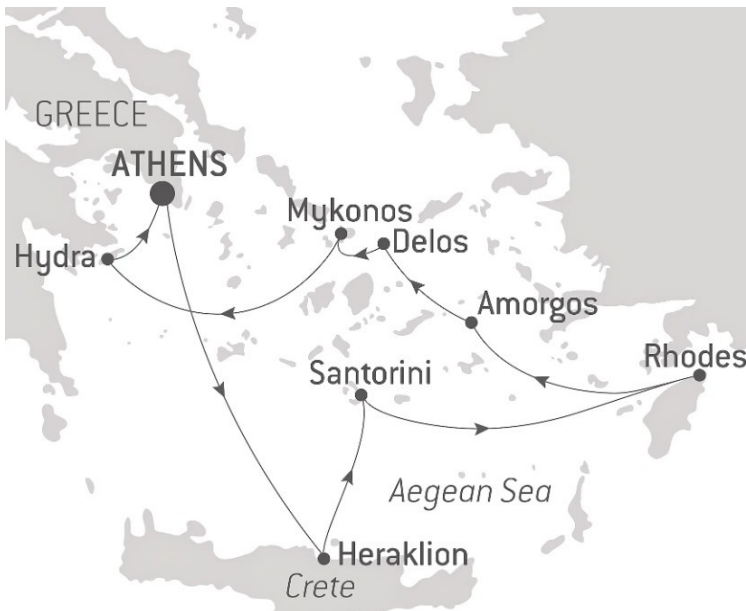 GREECE
ATHENS
Mykonos
Hydra
Delos
Amorgos
Rhodes
Santorini
Aegean Sea
Heraklion
Crete